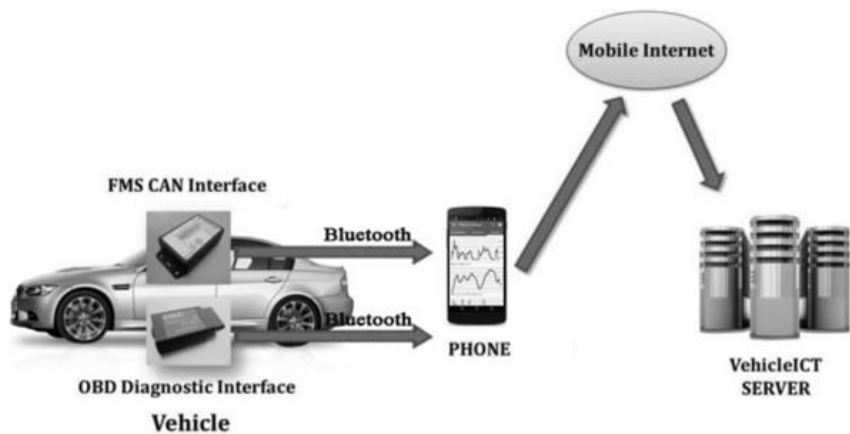 Mobile Internet
FMS CAN Interface
Bluetooth
Bluetooth
PHONE
OBD Diagnostic Interface
Vehicle
VehicleICT
SERVER